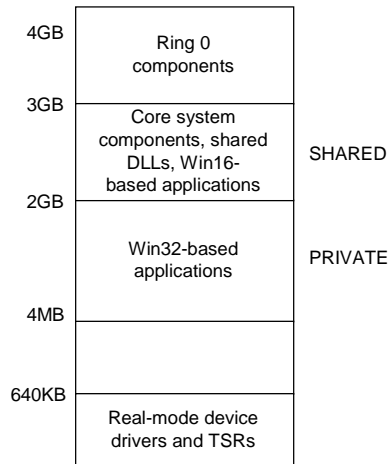 4GB
Ring 0
components
3GB
Core system
components, shared
DLLs, Win16-
based applications
SHARED
2GB
Win32-based
applications
PRIVATE
4MB
640KB
Real-mode device
drivers and TSRs